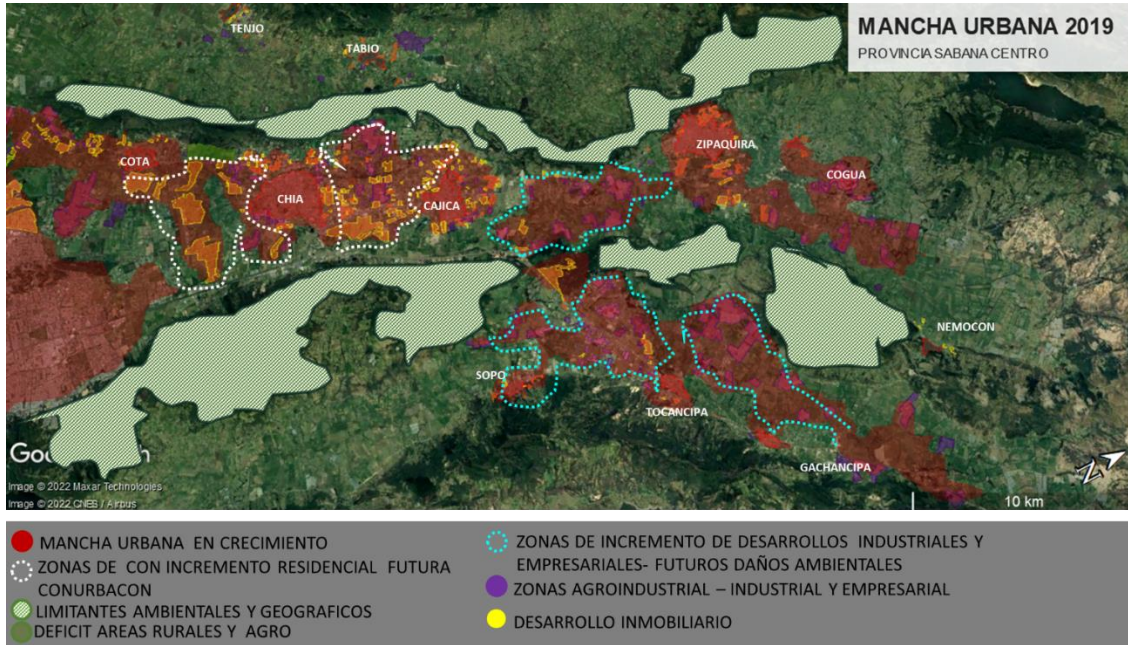 MANCHA URBANA 2019
PROVINCIA SABANA CENTRO
TENJO
TABIO
COTA
CHIA
CAJICA
ZIPAQUIRA
COGUA
NEMOCON
SOPO
TOCANCIPA
GACHANCIPA
N
10 km
Image © 2022 Maxar Technologies
Image © 2022 CNES / Airbus
MANCHA URBANA EN CRECIMIENTO
ZONAS DE CON INCREMENTO RESIDENCIAL FUTURA
CONURBACON
LIMITANTES AMBIENTALES Y GEOGRAFICOS
DEFICIT AREAS RURALES Y AGRO
ZONAS DE INCREMENTO DE DESARROLLOS INDUSTRIALES Y
EMPRESARIALES- FUTUROS DAÑOS AMBIENTALES
ZONAS AGROINDUSTRIAL – INDUSTRIAL Y EMPRESARIAL
DESARROLLO INMOBILIARIO